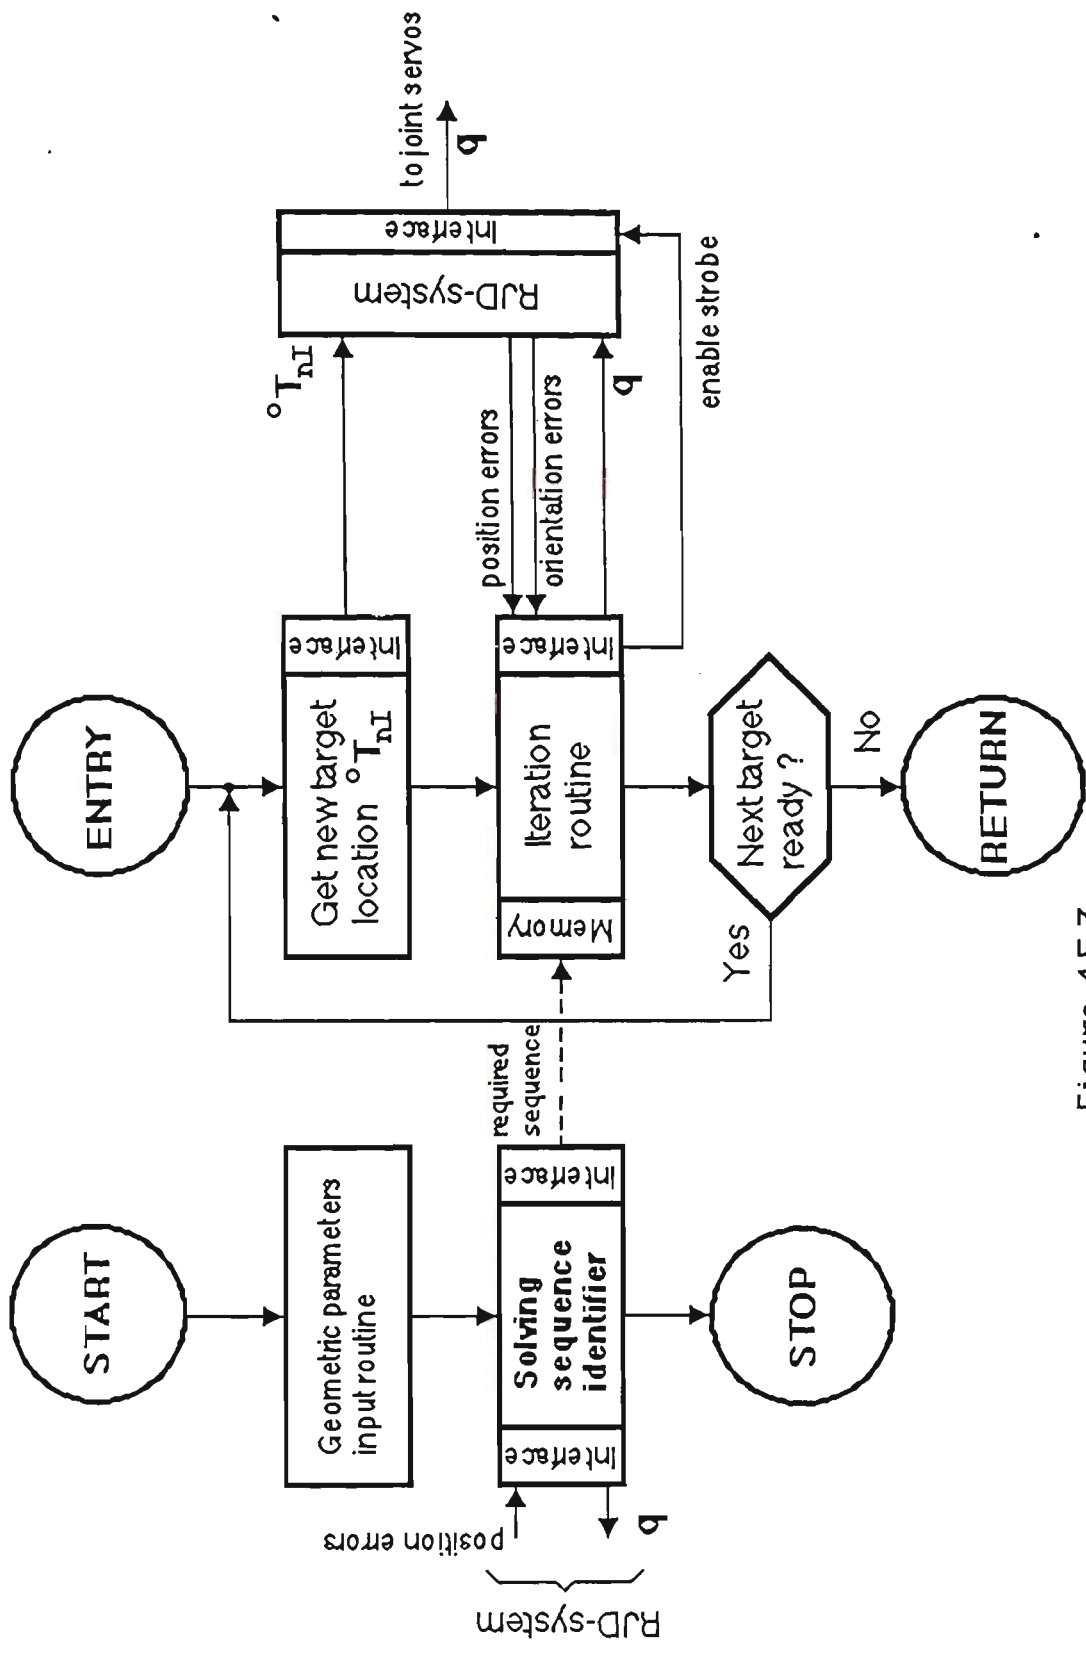 START
Geometric parameters
input routine
position errors
RJD-system
Interface
Solving
sequence
identifier
Interface
q
required
sequence
STOP
ENTRY
Get new target
location °TnI
Interface
°TnI
Memory
Iteration
routine
Interface
position errors
orientation errors
q
enable strobe
RJD-system
Interface
to joint servos
q
Next target
ready ?
Yes
No
RETURN